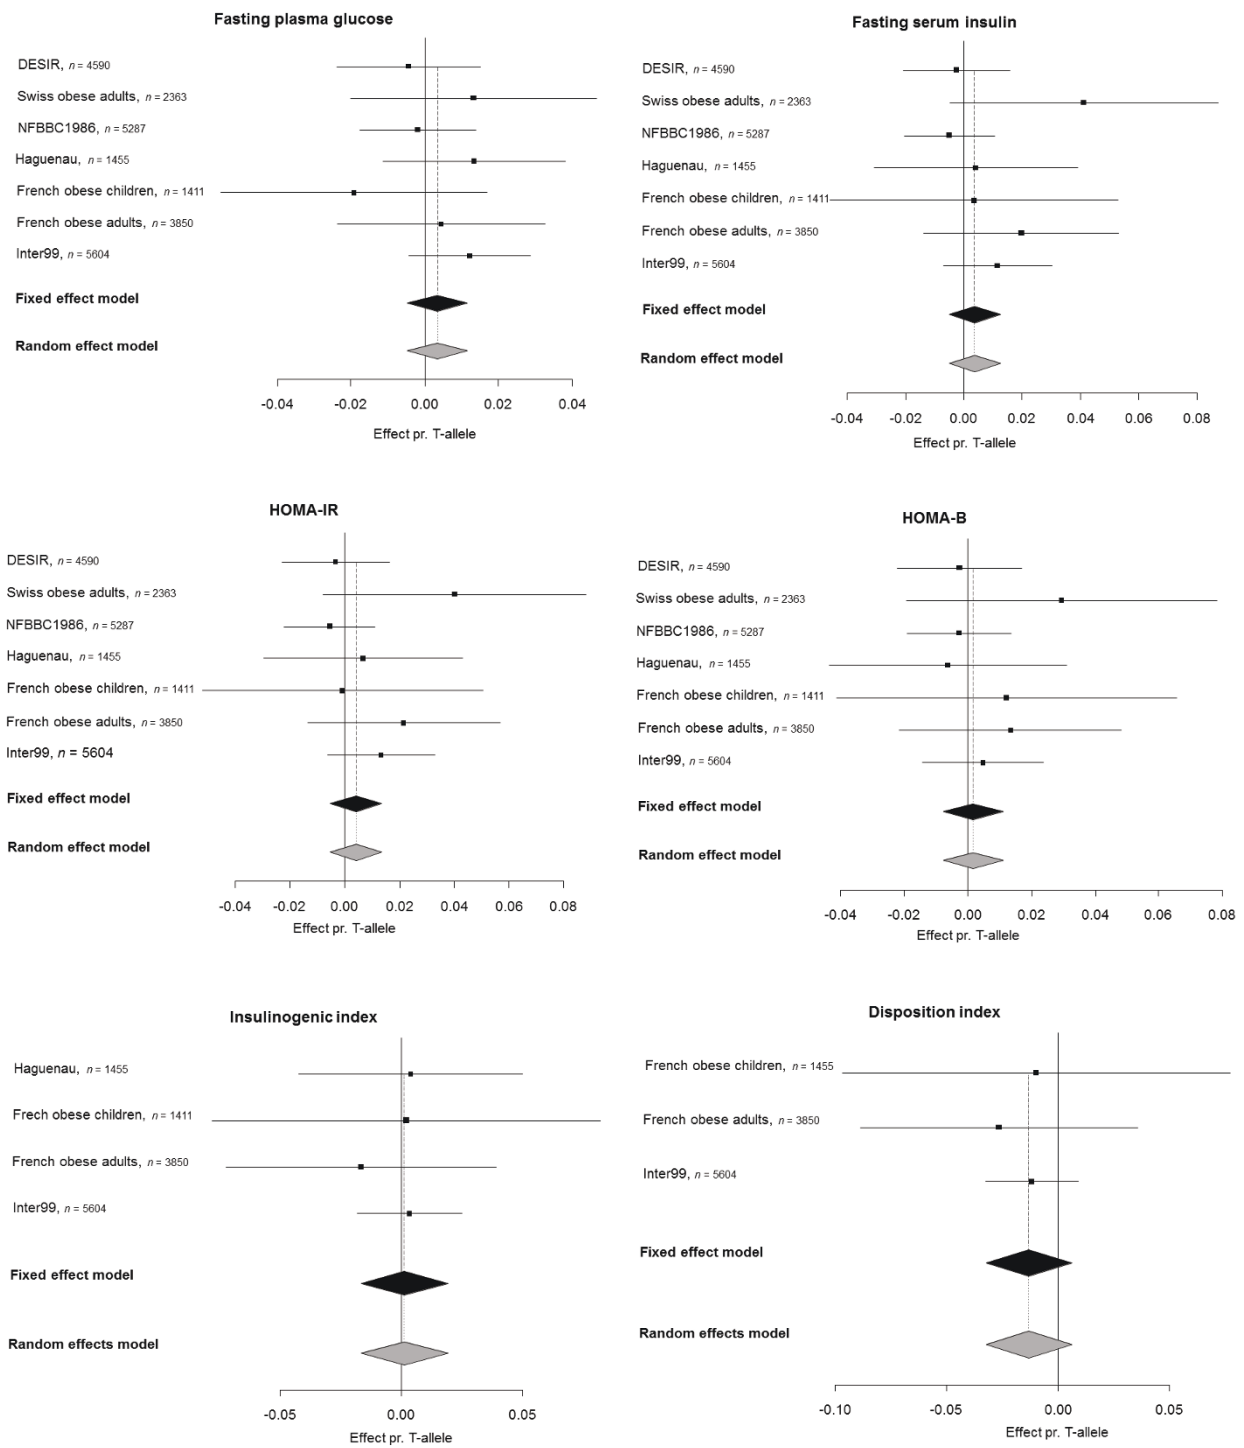 Fasting plasma glucose
DESIR, n = 4590
Swiss obese adults, n = 2363
NFBBC1986, n = 5287
Haguenau, n = 1455
French obese children, n = 1411
French obese adults, n = 3850
Inter99, n = 5604
Fixed effect model
Random effect model
-0.04 -0.02 0.00 0.02 0.04
Effect pr. T-allele
Fasting serum insulin
DESIR, n = 4590
Swiss obese adults, n = 2363
NFBBC1986, n = 5287
Haguenau, n = 1455
French obese children, n = 1411
French obese adults, n = 3850
Inter99, n = 5604
Fixed effect model
Random effect model
-0.04 -0.02 0.00 0.02 0.04 0.06 0.08
Effect pr. T-allele
HOMA-IR
DESIR, n = 4590
Swiss obese adults, n = 2363
NFBBC1986, n = 5287
Haguenau, n = 1455
French obese children, n = 1411
French obese adults, n = 3850
Inter99, n = 5604
Fixed effect model
Random effect model
-0.04 -0.02 0.00 0.02 0.04 0.06 0.08
Effect pr. T-allele
HOMA-B
DESIR, n = 4590
Swiss obese adults, n = 2363
NFBBC1986, n = 5287
Haguenau, n = 1455
French obese children, n = 1411
French obese adults, n = 3850
Inter99, n = 5604
Fixed effect model
Random effect model
-0.04 -0.02 0.00 0.02 0.04 0.06 0.08
Effect pr. T-allele
Insulinogenic index
Haguenau, n = 1455
Frech obese children, n = 1411
French obese adults, n = 3850
Inter99, n = 5604
Fixed effect model
Random effects model
-0.05 0.00 0.05
Effect pr. T-allele
Disposition index
French obese children, n = 1455
French obese adults, n = 3850
Inter99, n = 5604
Fixed effect model
Random effects model
-0.10 -0.05 0.00 0.05
Effect pr. T-allele